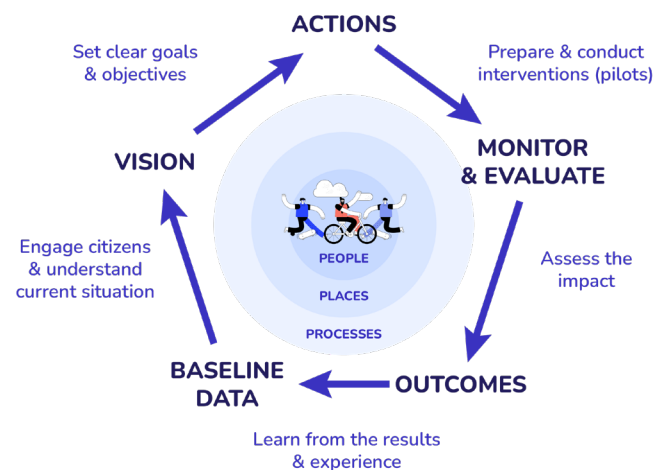 ACTIONS
Set clear goals
& objectives
Prepare & conduct
interventions (pilots)
VISION
MONITOR
& EVALUATE
PEOPLE
PLACES
PROCESSES
Engage citizens
& understand
current situation
Assess the
impact
BASELINE
DATA
OUTCOMES
Learn from the results
& experience